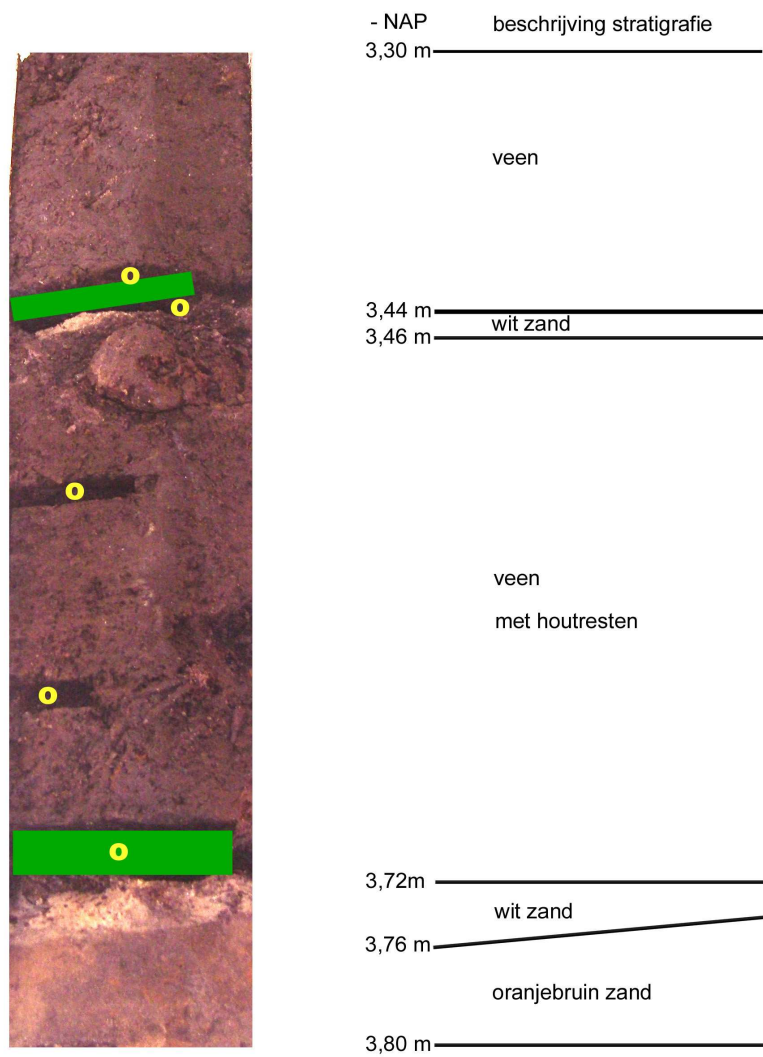 - NAP beschrijving stratigrafie
3,30 m
veen
o
3,44 m
o
wit zand
3,46 m
o
veen
met houtresten
o
o
3,72m
wit zand
3,76 m
oranjebruin zand
3,80 m